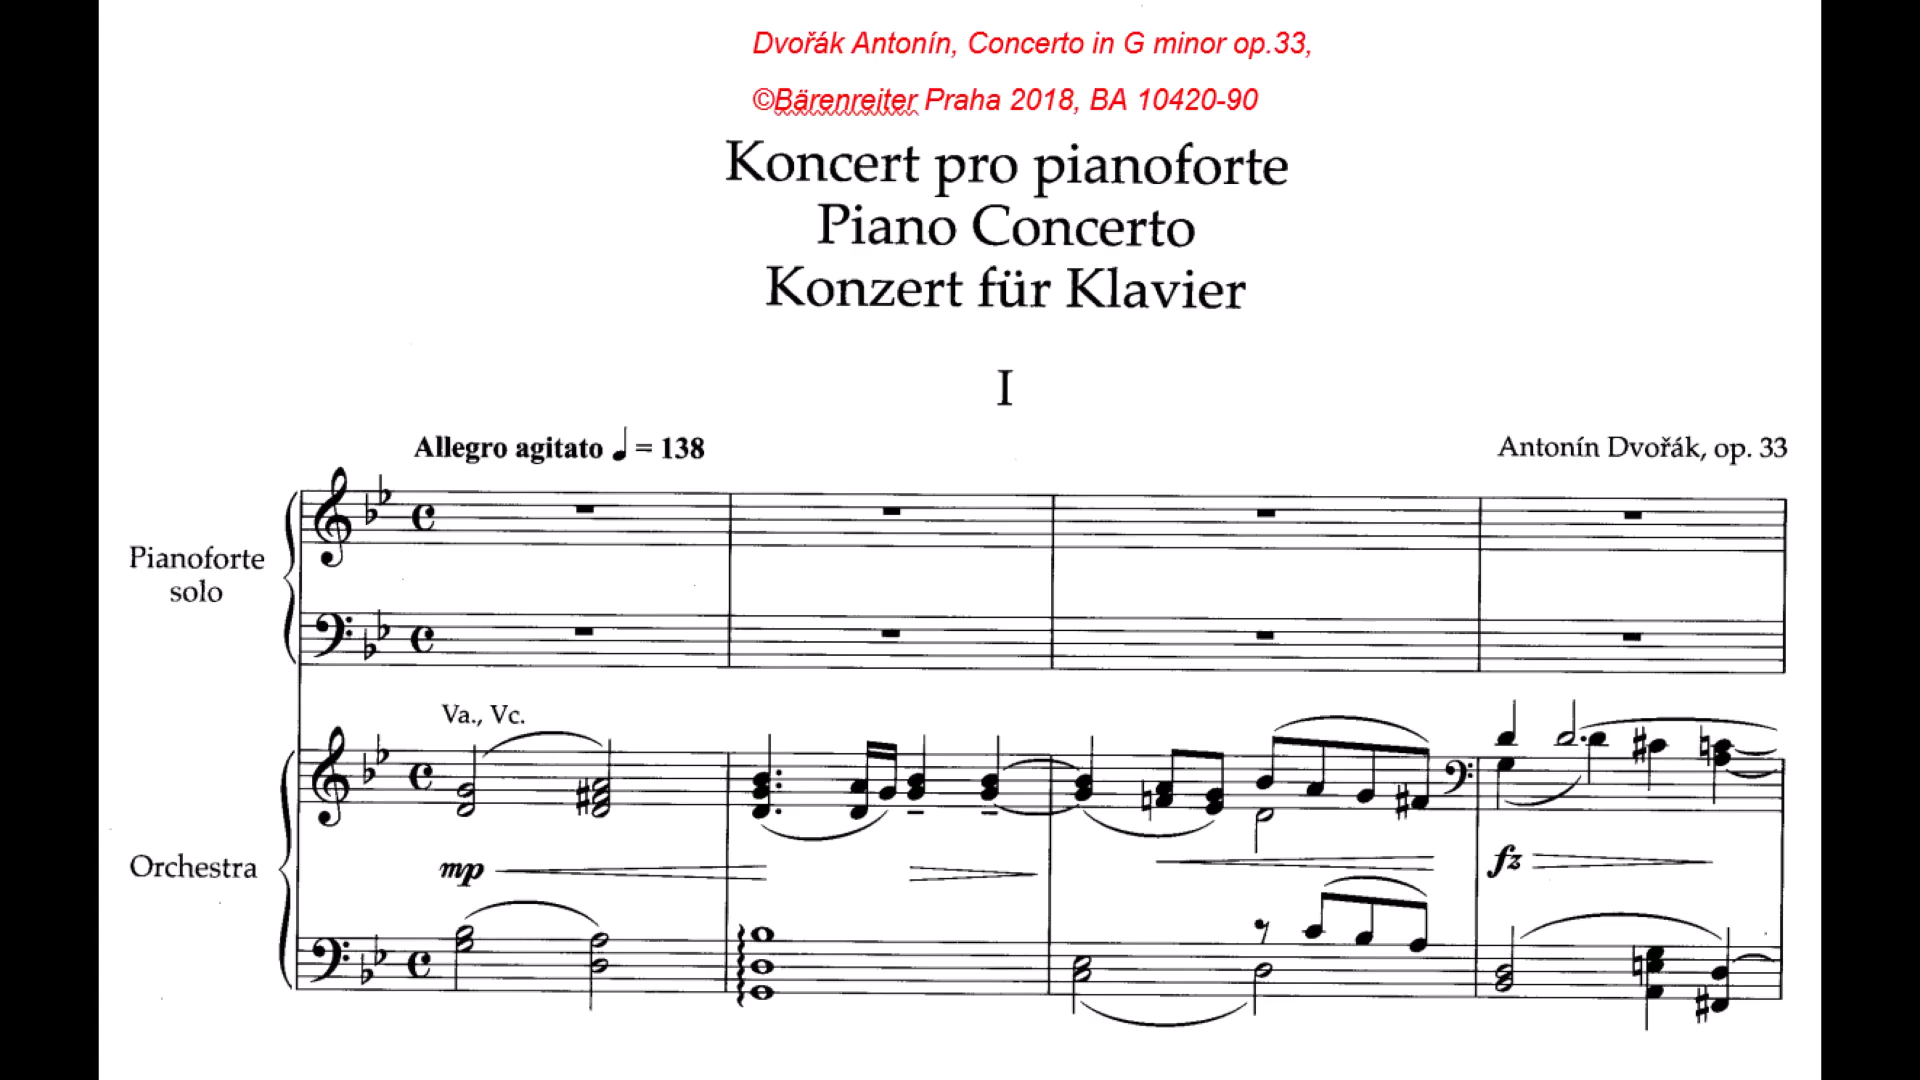 Dvořák Antonín, Concerto in G minor op.33,
©Bärenreiter Praha 2018, BA 10420-90
Koncert pro pianoforte
Piano Concerto
Konzert für Klavier
I
Allegro agitato ♩ = 138
Antonín Dvořák, op. 33
Pianoforte
solo
Va., Vc.
Orchestra
mp
fz